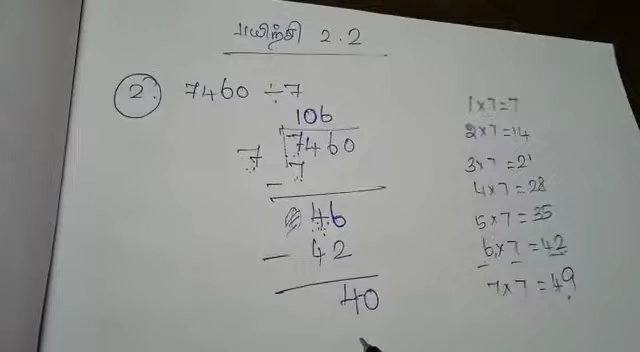 பயிற்சி 2.2
2. 7460 ÷ 7
106
7 7460
- 7
46
- 42
40
1 x 7 = 7
2 x 7 = 14
3 x 7 = 21
4 x 7 = 28
5 x 7 = 35
6 x 7 = 42
7 x 7 = 49